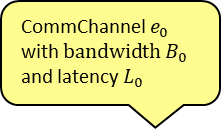 CommChannel e₀
with bandwidth B₀
and latency L₀